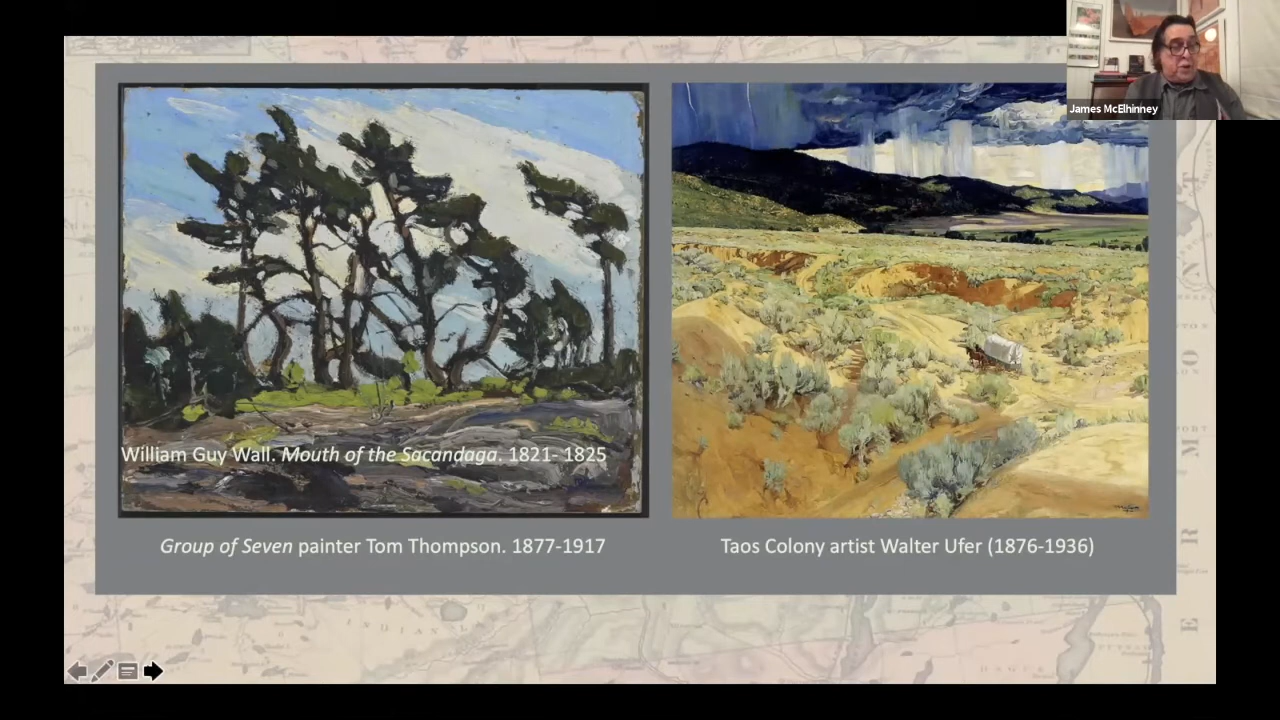 James McElhinney
William Guy Wall. Mouth of the Sacandaga. 1821- 1825
Group of Seven painter Tom Thompson. 1877-1917
Taos Colony artist Walter Ufer (1876-1936)
INDIAN